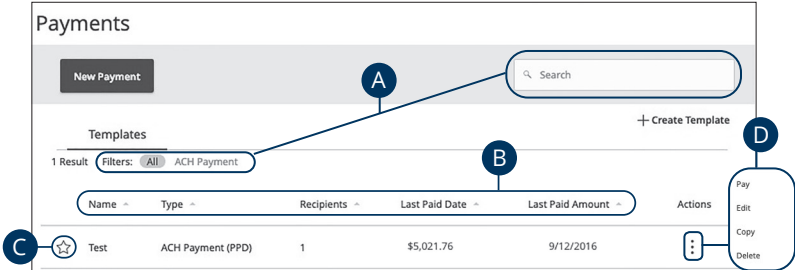 Payments
New Payment
Search
A
+ Create Template
Templates
D
1 Result Filters: All ACH Payment
B
Pay
Edit
Copy
Delete
Name Type Recipients Last Paid Date Last Paid Amount Actions
C
Test ACH Payment (PPD) 1 $5,021.76 9/12/2016